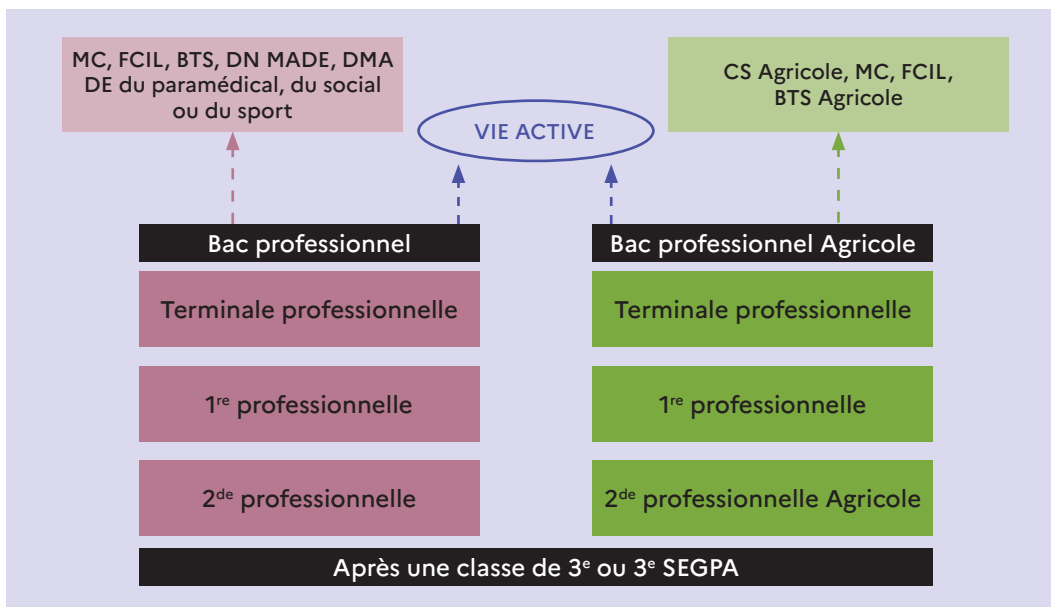 MC, FCIL, BTS, DN MADE, DMA
DE du paramédical, du social
ou du sport
VIE ACTIVE
CS Agricole, MC, FCIL,
BTS Agricole
Bac professionnel
Bac professionnel Agricole
Terminale professionnelle
Terminale professionnelle
1re professionnelle
1re professionnelle
2de professionnelle
2de professionnelle Agricole
Après une classe de 3e ou 3e SEGPA